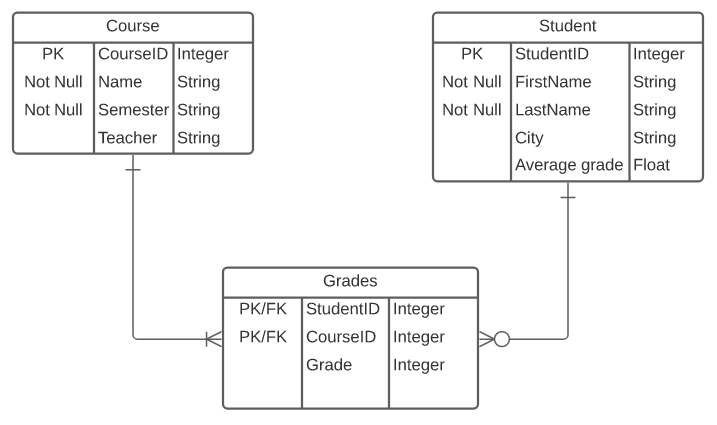 Course
PK CourseID Integer
Not Null Name String
Not Null Semester String
Teacher String
Student
PK StudentID Integer
Not Null FirstName String
Not Null LastName String
City String
Average grade Float
Grades
PK/FK StudentID Integer
PK/FK CourseID Integer
Grade Integer